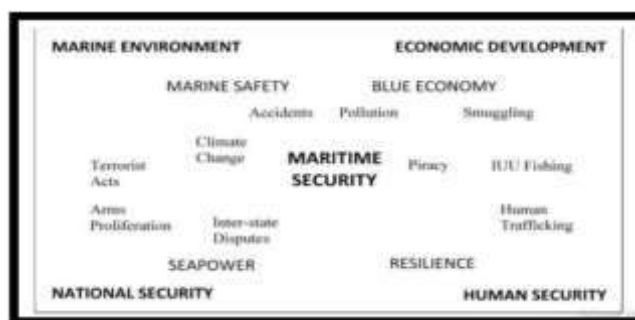 MARINE ENVIRONMENT ECONOMIC DEVELOPMENT
MARINE SAFETY BLUE ECONOMY
Accidents Pollution Smuggling
Climate
Change
MARITIME
SECURITY
Terrorist
Acts
Piracy IUU Fishing
Arms
Proliferation
Inter-state
Disputes
Human
Trafficking
SEAPOWER RESILIENCE
NATIONAL SECURITY HUMAN SECURITY